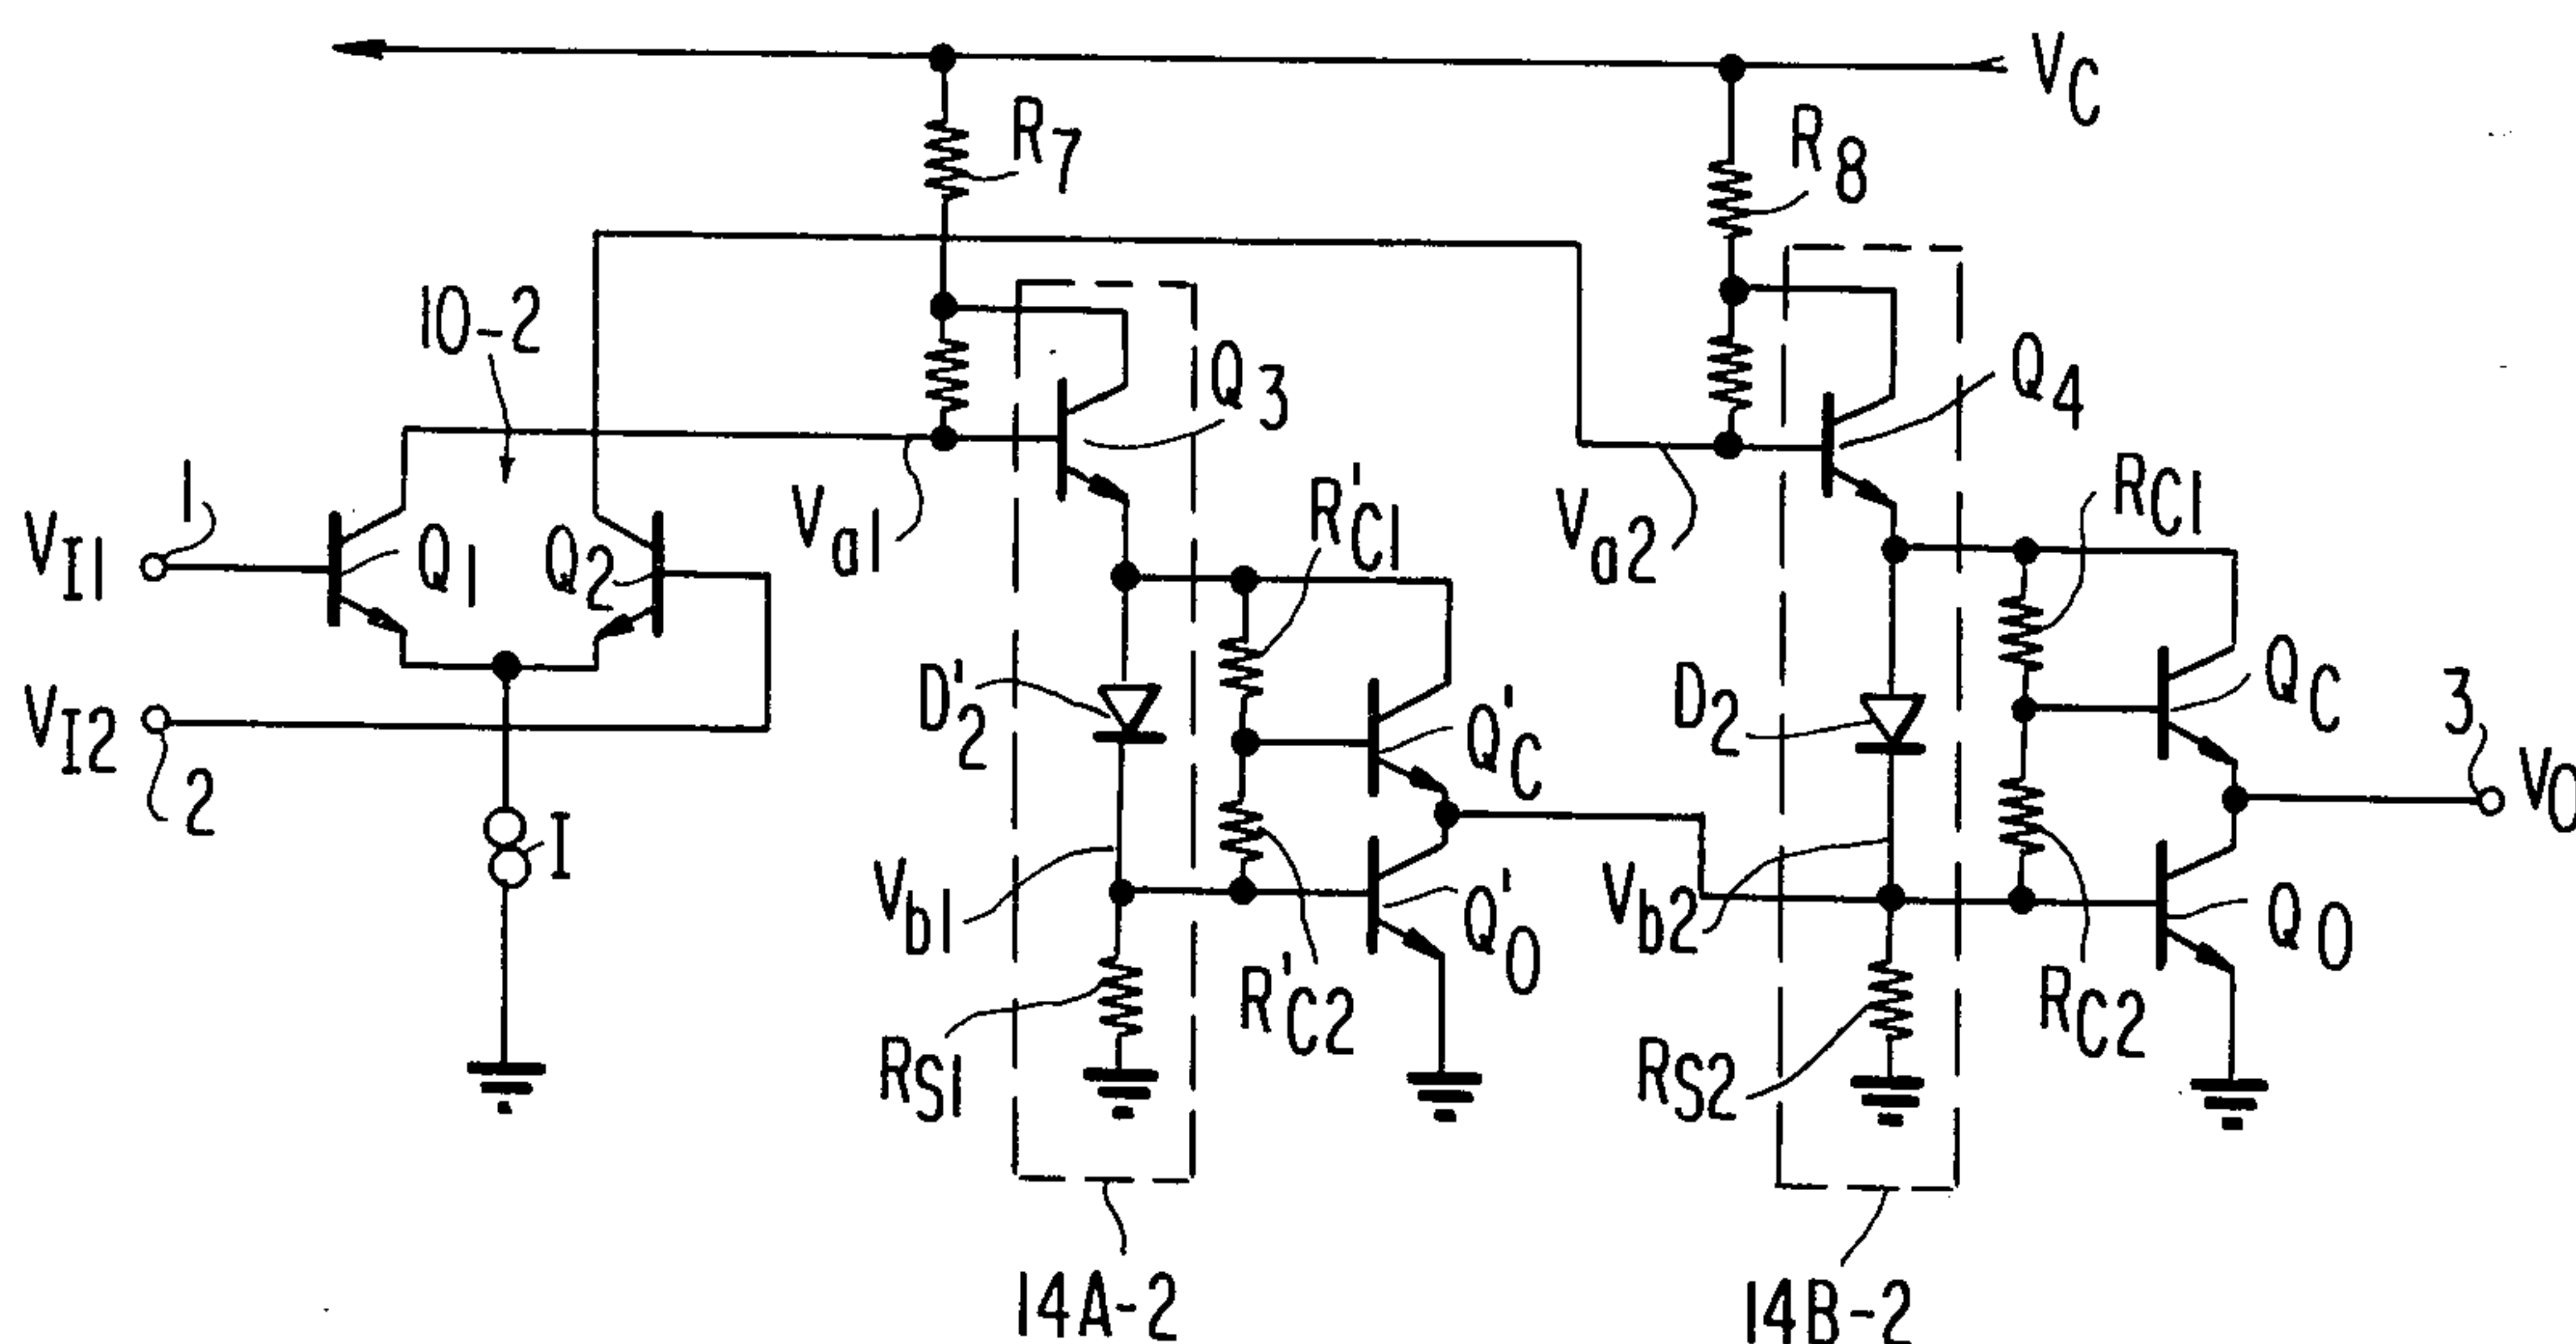 VC
R7
R8
10-2
Q3
Q4
1
VI1
Q1
Q2
Va1
R'C1
Va2
RC1
VI2
2
D'2
Q'C
D2
QC
3
VO
I
Vb1
Q'O
Vb2
QO
RS1
R'C2
RS2
RC2
14A-2
14B-2